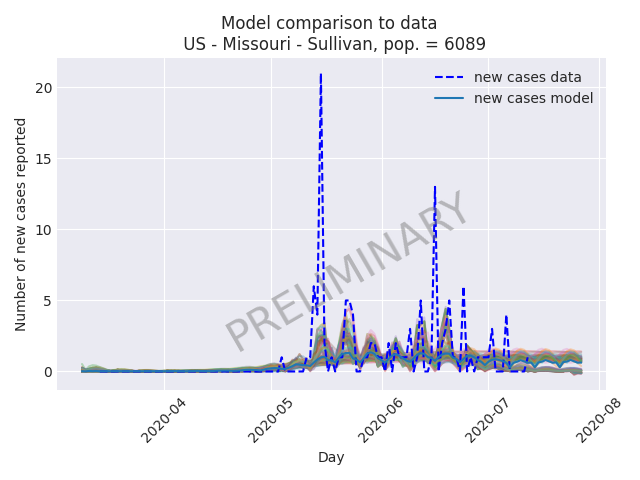 Model comparison to data
US - Missouri - Sullivan, pop. = 6089
new cases data
new cases model
PRELIMINARY
Number of new cases reported
20
15
10
5
0
2020-04
2020-05
2020-06
2020-07
2020-08
Day